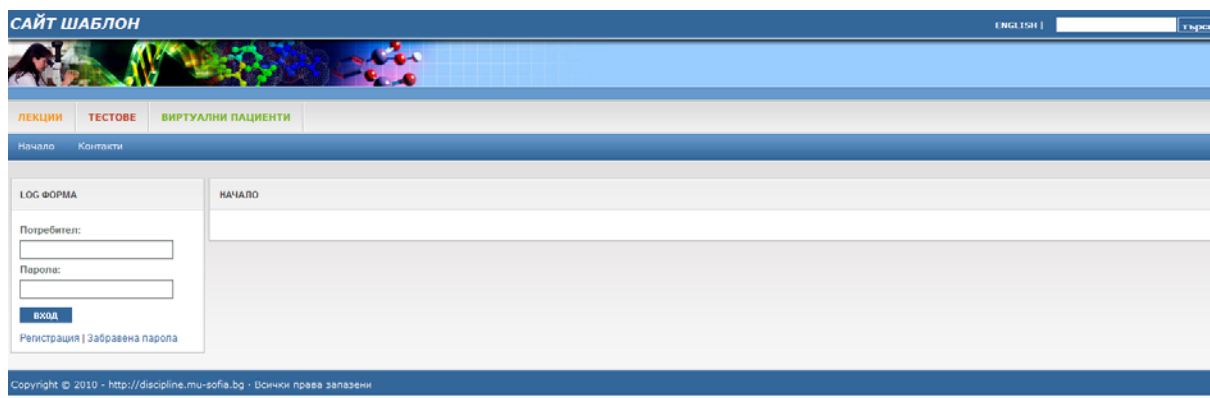 САЙТ ШАБЛОН
ENGLISH |
ЛЕКЦИИ ТЕСТОВЕ ВИРТУАЛНИ ПАЦИЕНТИ
Начало Контакти
LOG ФОРМА
НАЧАЛО
Потребител:
Парола:
ВХОД
Регистрация | Забравена парола
Copyright © 2010 - http://discipline.mu-sofia.bg · Всички права запазени